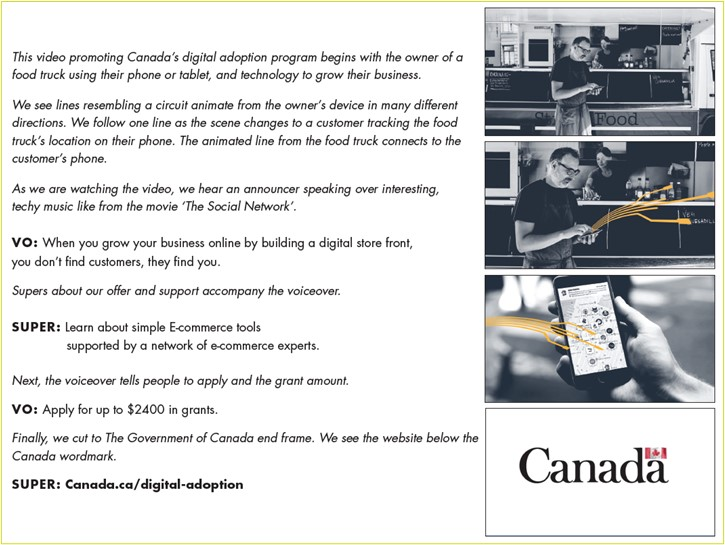 This video promoting Canada's digital adoption program begins with the owner of a
food truck using their phone or tablet, and technology to grow their business.
We see lines resembling a circuit animate from the owner's device in many different
directions. We follow one line as the scene changes to a customer tracking the food
truck's location on their phone. The animated line from the food truck connects to the
customer's phone.
As we are watching the video, we hear an announcer speaking over interesting,
techy music like from the movie 'The Social Network'.
VO: When you grow your business online by building a digital store front,
you don't find customers, they find you.
Supers about our offer and support accompany the voiceover.
SUPER: Learn about simple E-commerce tools
supported by a network of e-commerce experts.
Next, the voiceover tells people to apply and the grant amount.
VO: Apply for up to $2400 in grants.
Finally, we cut to The Government of Canada end frame. We see the website below the
Canada wordmark.
SUPER: Canada.ca/digital-adoption
Food
Canada